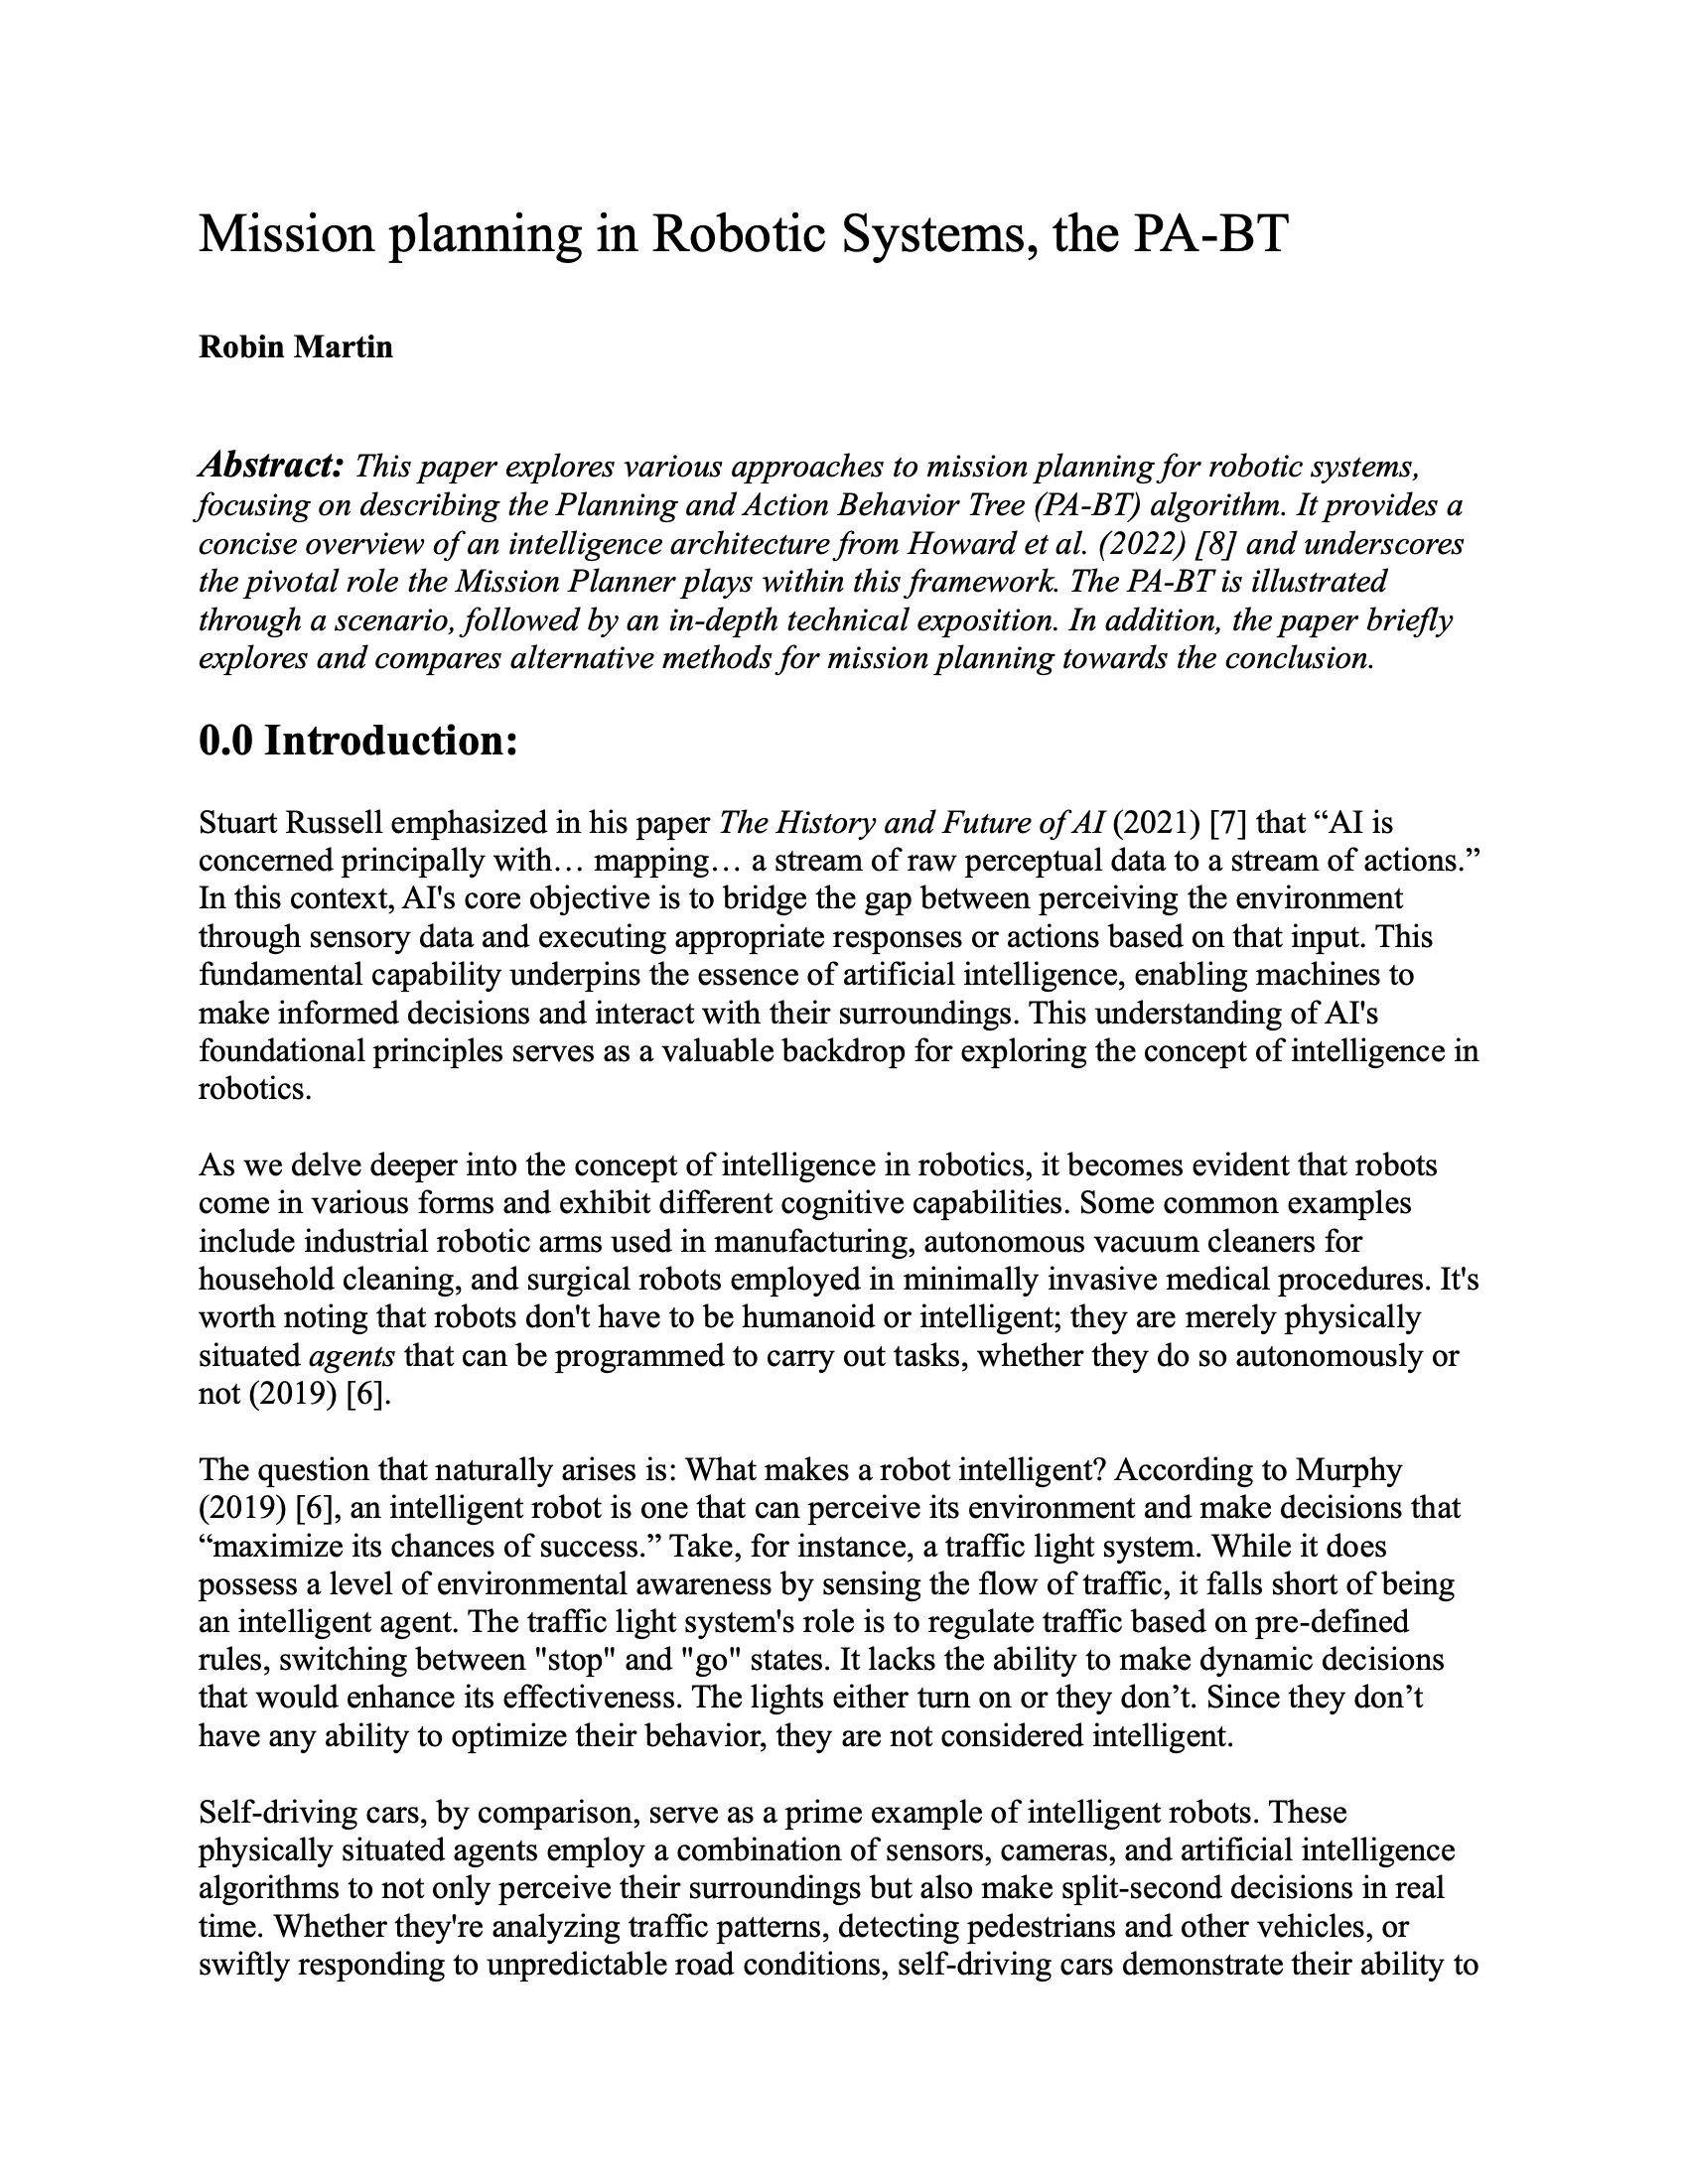 Mission planning in Robotic Systems, the PA-BT
Robin Martin
Abstract: This paper explores various approaches to mission planning for robotic systems,
focusing on describing the Planning and Action Behavior Tree (PA-BT) algorithm. It provides a
concise overview of an intelligence architecture from Howard et al. (2022) [8] and underscores
the pivotal role the Mission Planner plays within this framework. The PA-BT is illustrated
through a scenario, followed by an in-depth technical exposition. In addition, the paper briefly
explores and compares alternative methods for mission planning towards the conclusion.
0.0 Introduction:
Stuart Russell emphasized in his paper The History and Future of AI (2021) [7] that “AI is
concerned principally with… mapping… a stream of raw perceptual data to a stream of actions.”
In this context, AI's core objective is to bridge the gap between perceiving the environment
through sensory data and executing appropriate responses or actions based on that input. This
fundamental capability underpins the essence of artificial intelligence, enabling machines to
make informed decisions and interact with their surroundings. This understanding of AI's
foundational principles serves as a valuable backdrop for exploring the concept of intelligence in
robotics.
As we delve deeper into the concept of intelligence in robotics, it becomes evident that robots
come in various forms and exhibit different cognitive capabilities. Some common examples
include industrial robotic arms used in manufacturing, autonomous vacuum cleaners for
household cleaning, and surgical robots employed in minimally invasive medical procedures. It's
worth noting that robots don't have to be humanoid or intelligent; they are merely physically
situated agents that can be programmed to carry out tasks, whether they do so autonomously or
not (2019) [6].
The question that naturally arises is: What makes a robot intelligent? According to Murphy
(2019) [6], an intelligent robot is one that can perceive its environment and make decisions that
“maximize its chances of success.” Take, for instance, a traffic light system. While it does
possess a level of environmental awareness by sensing the flow of traffic, it falls short of being
an intelligent agent. The traffic light system's role is to regulate traffic based on pre-defined
rules, switching between "stop" and "go" states. It lacks the ability to make dynamic decisions
that would enhance its effectiveness. The lights either turn on or they don’t. Since they don’t
have any ability to optimize their behavior, they are not considered intelligent.
Self-driving cars, by comparison, serve as a prime example of intelligent robots. These
physically situated agents employ a combination of sensors, cameras, and artificial intelligence
algorithms to not only perceive their surroundings but also make split-second decisions in real
time. Whether they're analyzing traffic patterns, detecting pedestrians and other vehicles, or
swiftly responding to unpredictable road conditions, self-driving cars demonstrate their ability to